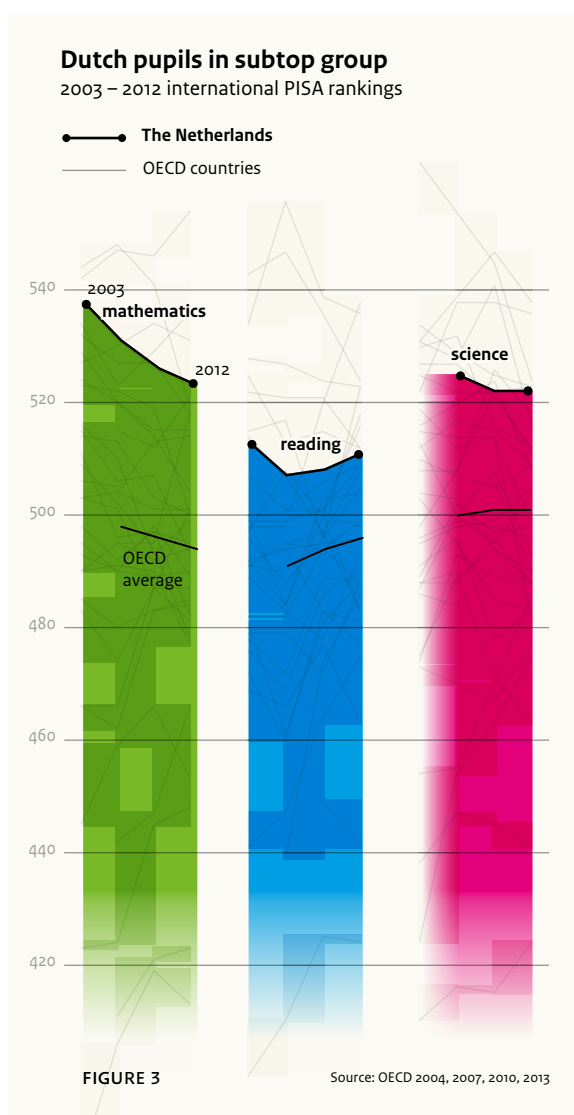 Dutch pupils in subtop group
2003 – 2012 international PISA rankings
The Netherlands
OECD countries
540
2003
mathematics
science
2012
520
reading
500
OECD
average
480
460
440
420
FIGURE 3
Source: OECD 2004, 2007, 2010, 2013